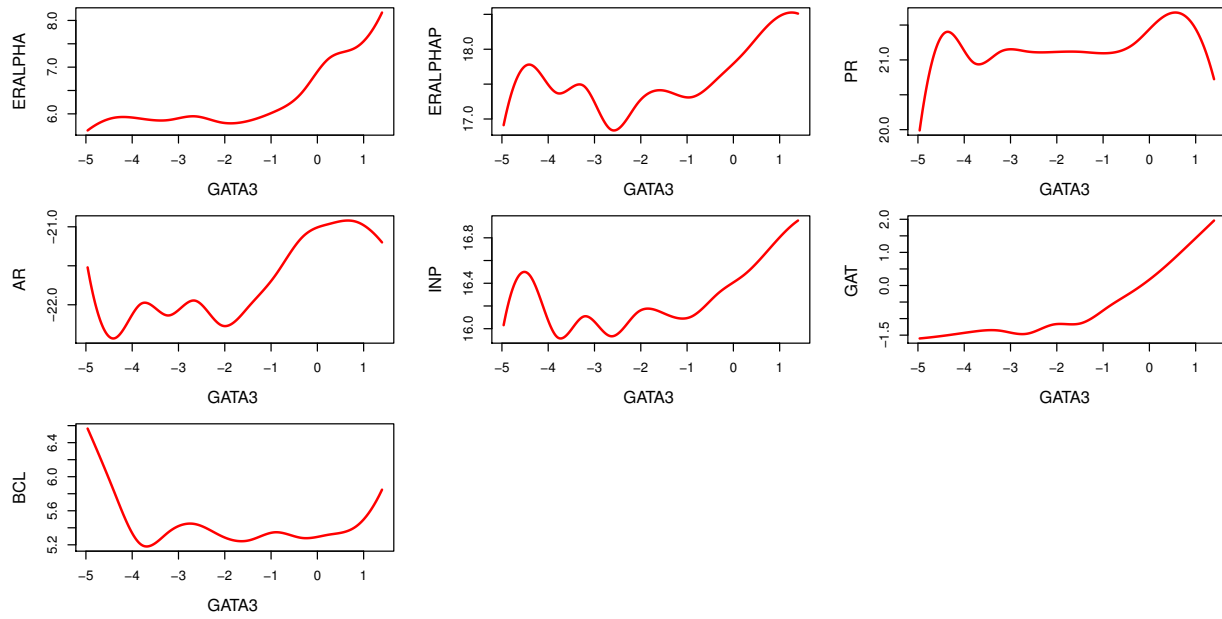 ERALPHA
6.0 7.0 8.0
−5 −4 −3 −2 −1 0 1
GATA3
ERALPHAP
17.0 18.0
−5 −4 −3 −2 −1 0 1
GATA3
PR
20.0 21.0
−5 −4 −3 −2 −1 0 1
GATA3
AR
−22.0 −21.0
−5 −4 −3 −2 −1 0 1
GATA3
INP
16.0 16.4 16.8
−5 −4 −3 −2 −1 0 1
GATA3
GAT
−1.5 0.0 1.0 2.0
−5 −4 −3 −2 −1 0 1
GATA3
BCL
5.2 5.6 6.0 6.4
−5 −4 −3 −2 −1 0 1
GATA3